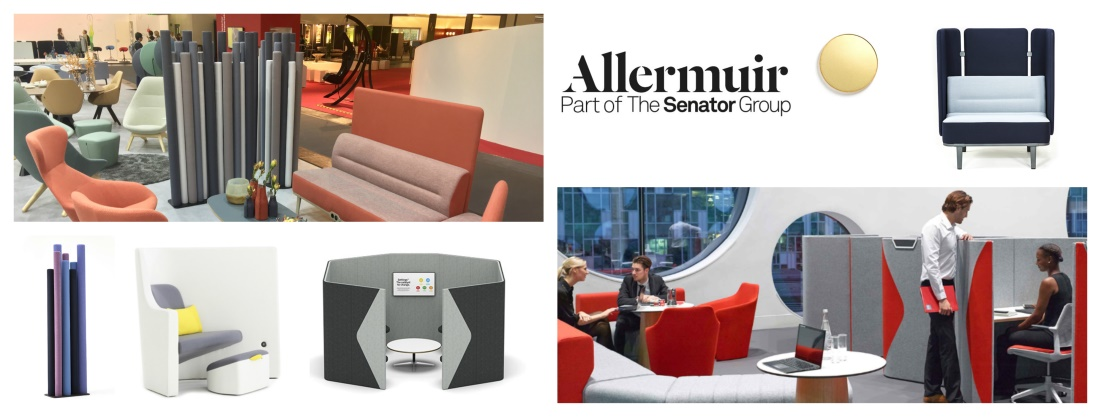 Allermuir
Part of The Senator Group